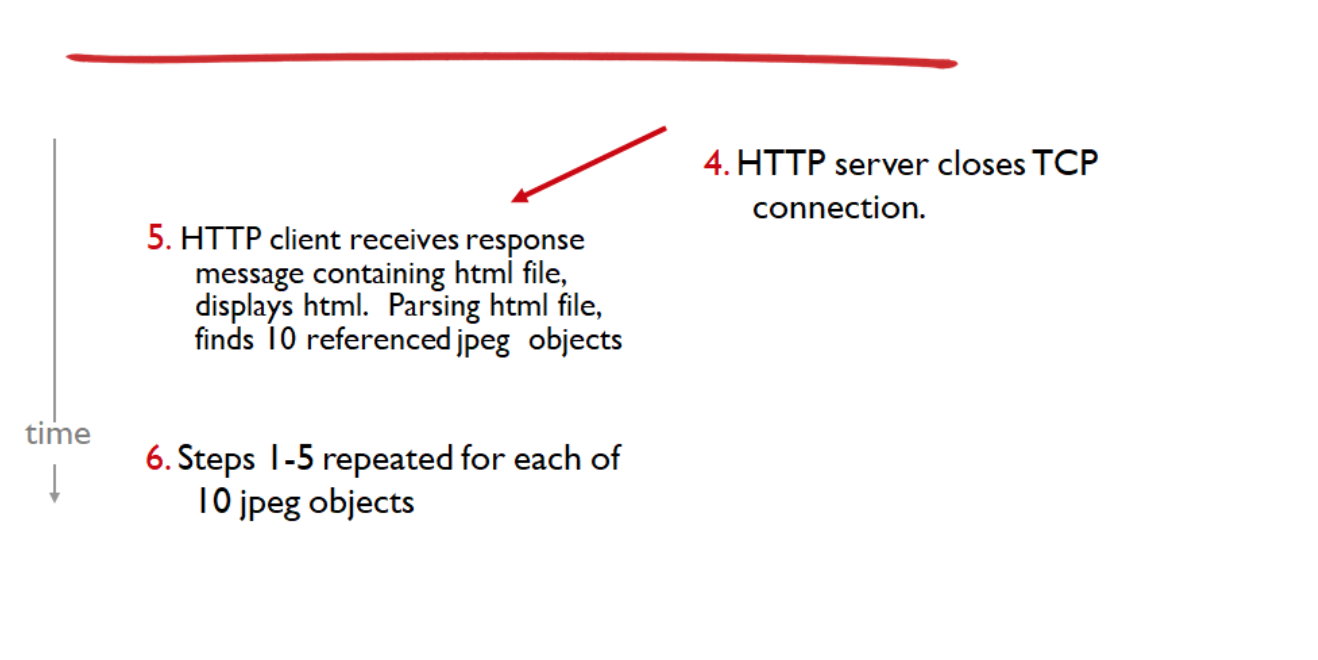 4. HTTP server closes TCP
connection.
5. HTTP client receives response
message containing html file,
displays html. Parsing html file,
finds 10 referenced jpeg objects
time
6. Steps 1-5 repeated for each of
10 jpeg objects